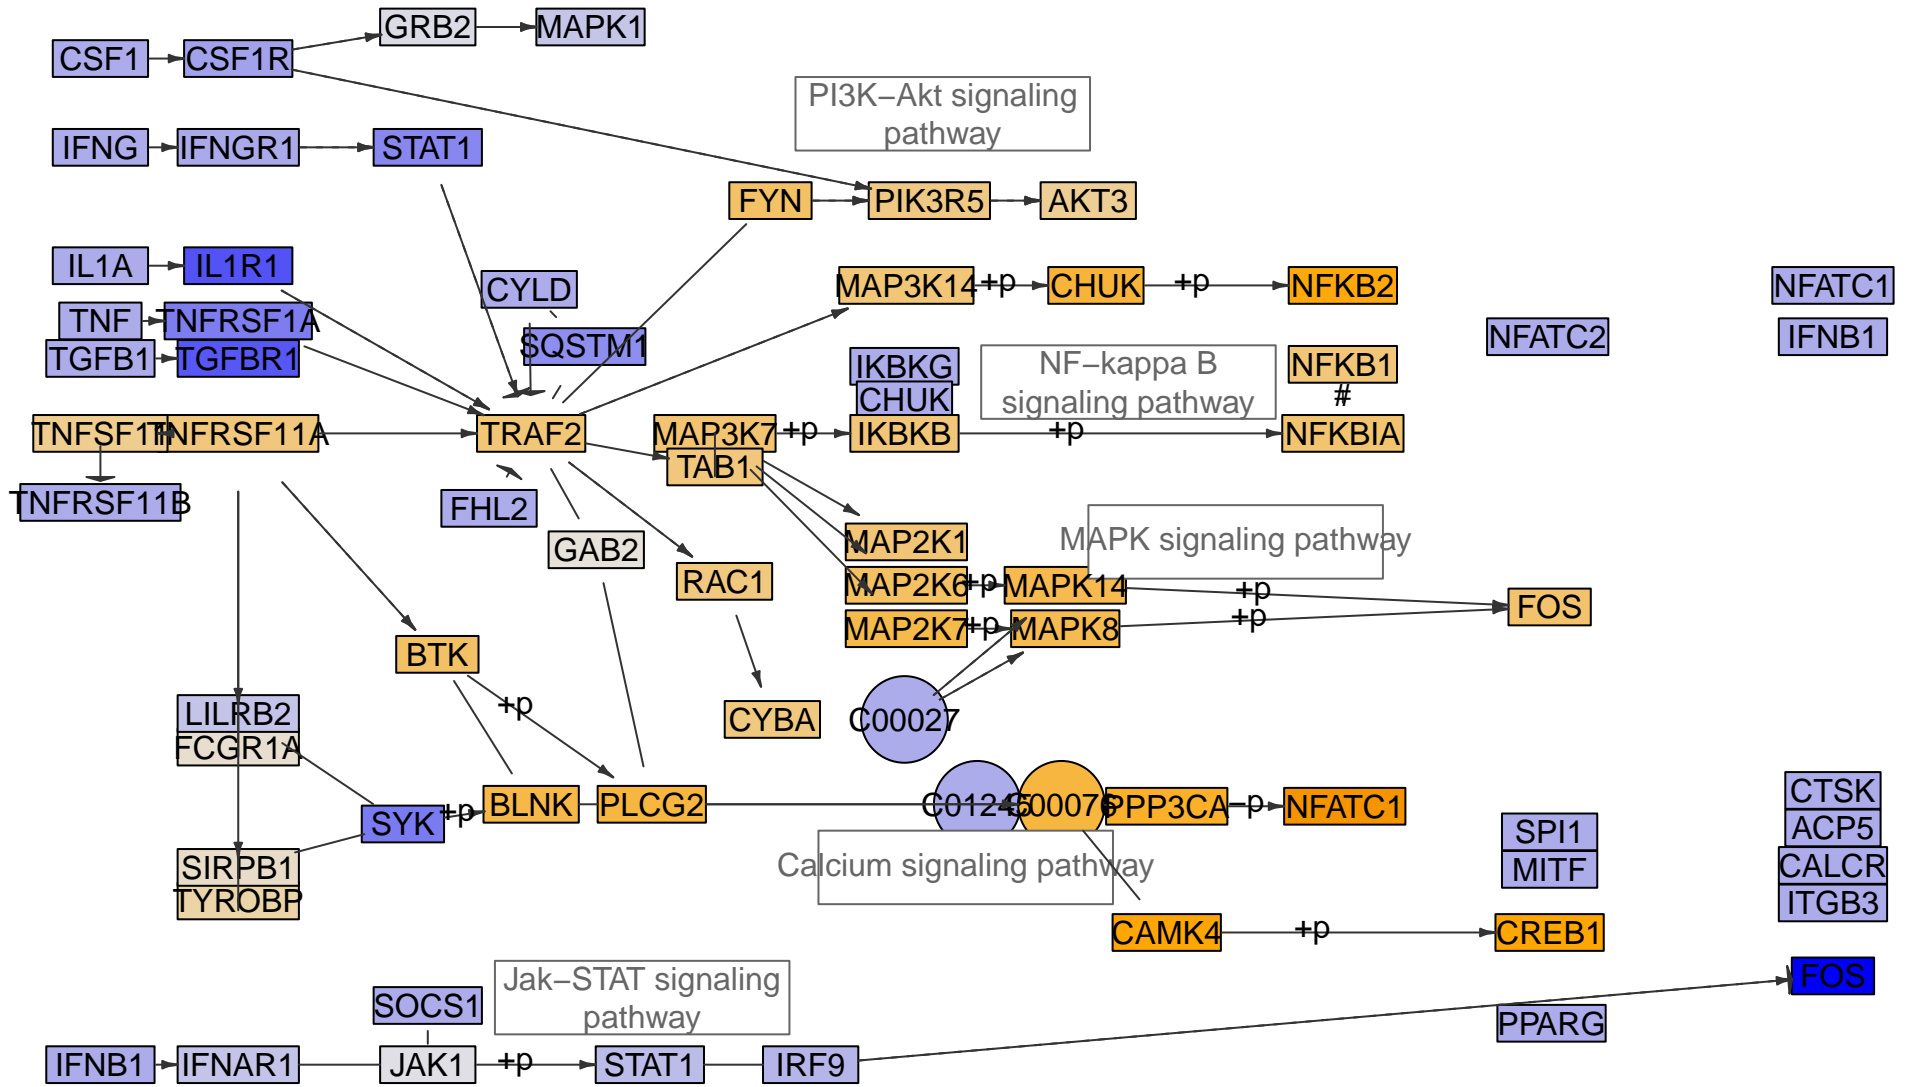 GRB2
MAPK1
CSF1
CSF1R
PI3K−Akt signaling
pathway
IFNG
IFNGR1
STAT1
FYN
PIK3R5
AKT3
IL1A
IL1R1
CYLD
MAP3K14
+p
CHUK
+p
NFKB2
NFATC1
TNF
TNFRSF1A
SQSTM1
NFATC2
IFNB1
TGFB1
TGFBR1
IKBKG
NF−kappa B
signaling pathway
NFKB1
CHUK
#
TNFSF11
TNFRSF11A
TRAF2
MAP3K7
+p
IKBKB
+p
NFKBIA
TAB1
TNFRSF11B
FHL2
GAB2
MAP2K1
MAPK signaling pathway
RAC1
MAP2K6
+p
MAPK14
+p
FOS
MAP2K7
+p
MAPK8
+p
BTK
LILRB2
+p
CYBA
C00027
FCGR1A
SYK
+p
BLNK
PLCG2
C01245
C00076
PPP3CA
−p
NFATC1
CTSK
SPI1
ACP5
SIRPB1
Calcium signaling pathway
MITF
CALCR
TYROBP
ITGB3
CAMK4
+p
CREB1
Jak−STAT signaling
pathway
FOS
SOCS1
PPARG
IFNB1
IFNAR1
JAK1
+p
STAT1
IRF9